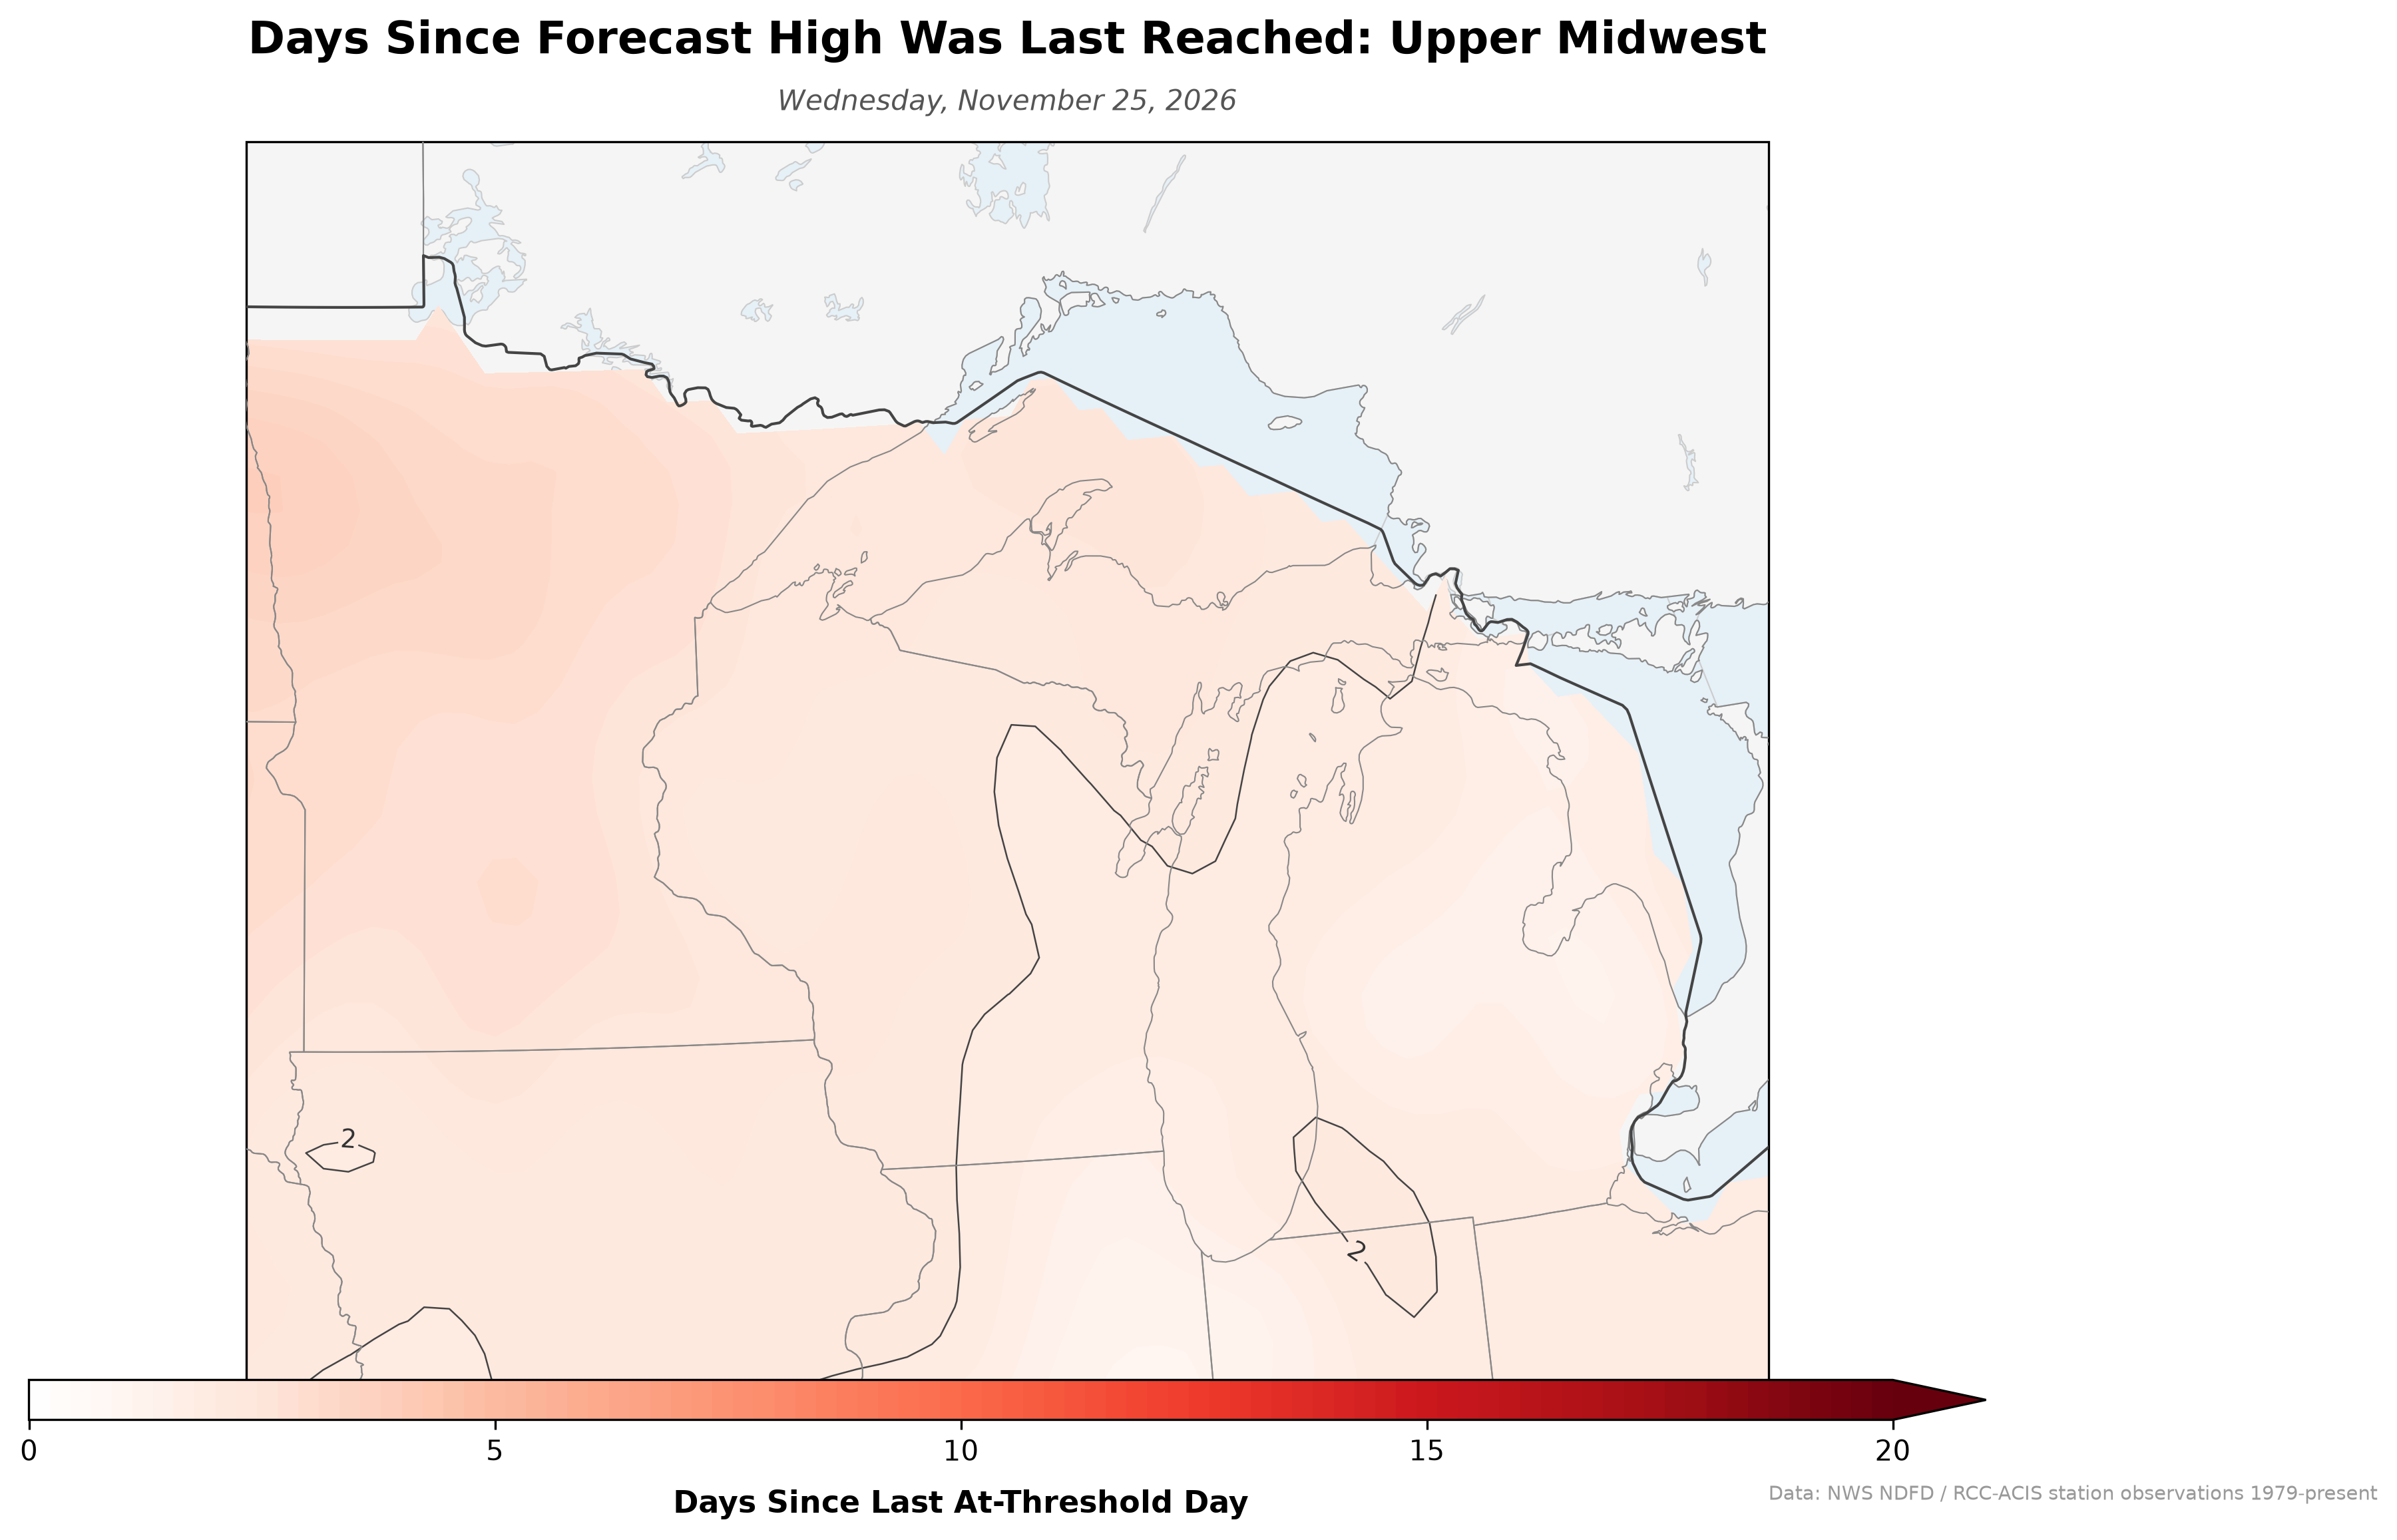 Days Since Forecast High Was Last Reached: Upper Midwest
Wednesday, November 25, 2026
2
2
0 5 10 15 20
Days Since Last At-Threshold Day
Data: NWS NDFD / RCC-ACIS station observations 1979-present